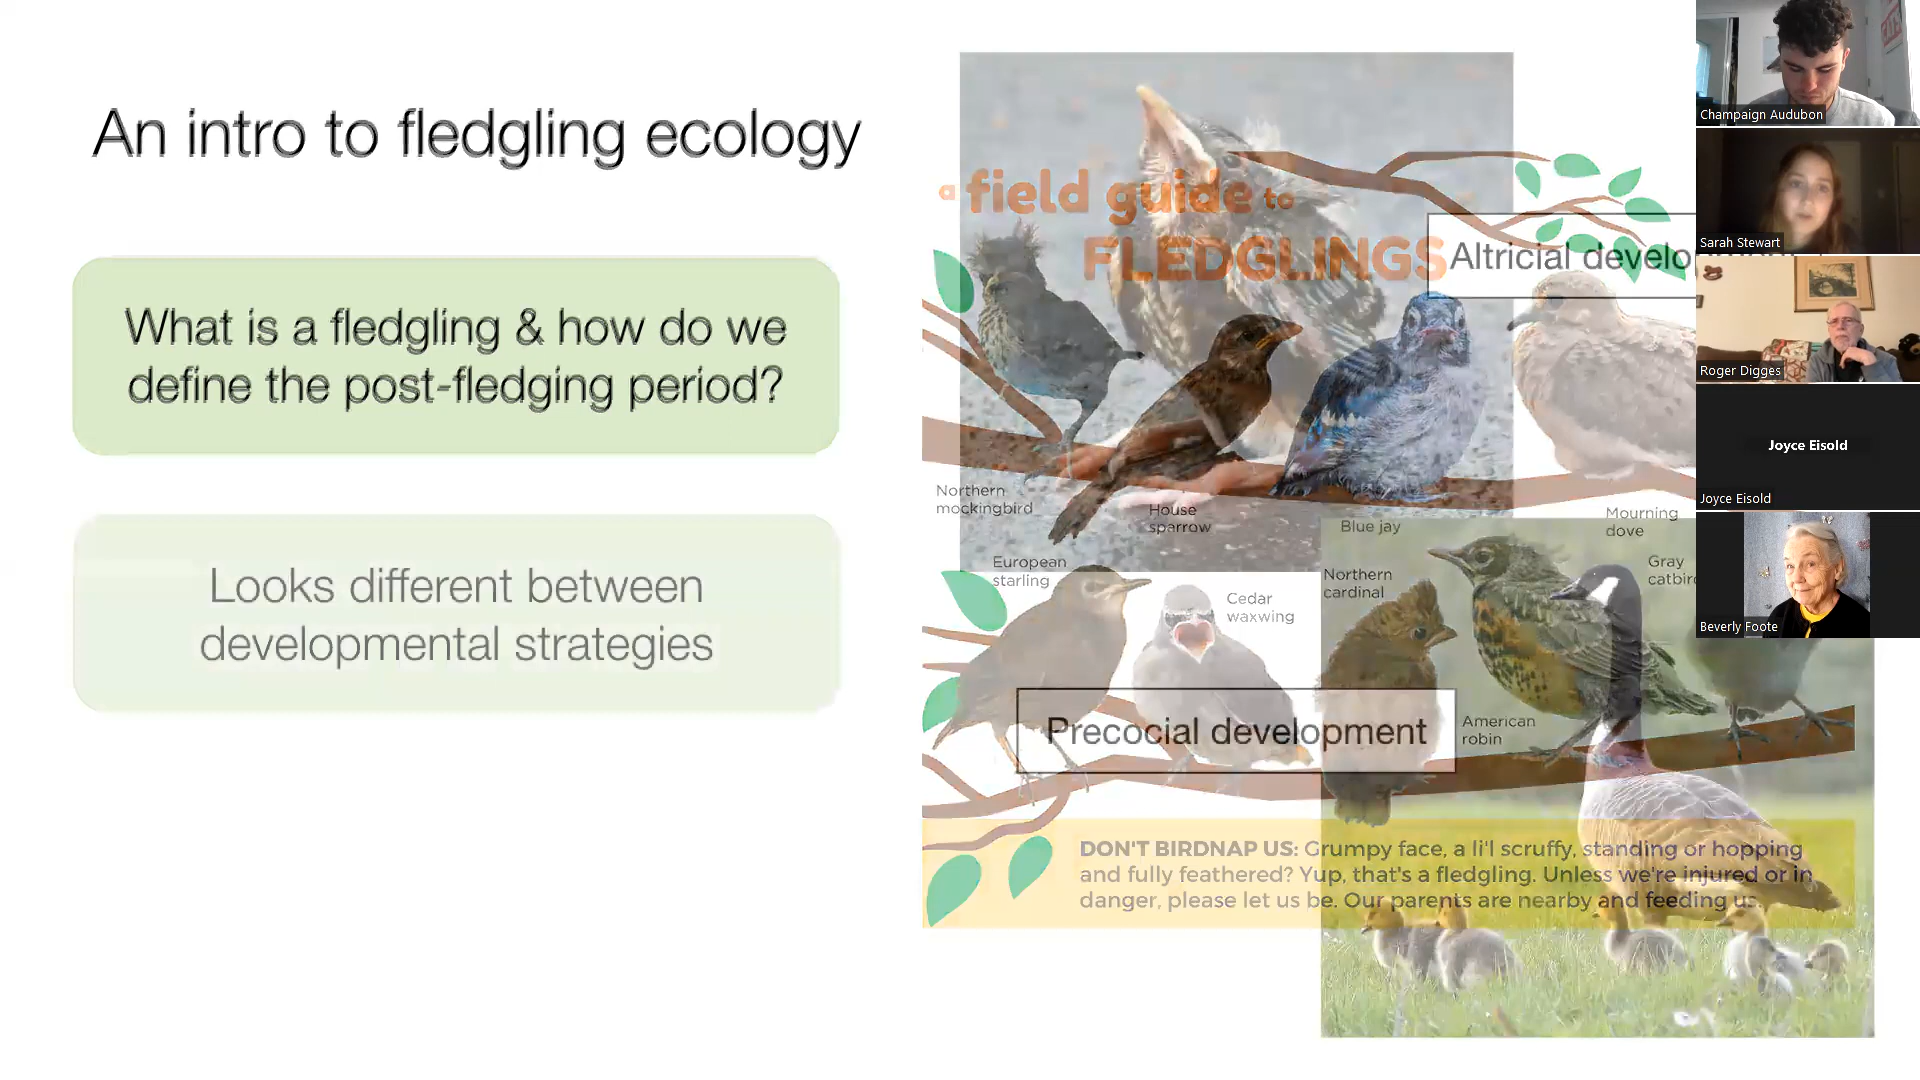 An intro to fledgling ecology
What is a fledgling & how do we
define the post-fledging period?
Looks different between
developmental strategies
a field guide to
FLEDGLINGS
Altricial develo
Northern
mockingbird
House
sparrow
Blue jay
Mourning
dove
European
starling
Cedar
waxwing
Northern
cardinal
Gray
catbird
American
robin
Precocial development
DON'T BIRDNAP US: Grumpy face, a li'l scruffy, standing or hopping
and fully feathered? Yup, that's a fledgling. Unless we're injured or in
danger, please let us be. Our parents are nearby and feeding us.
Champaign Audubon
Sarah Stewart
Roger Digges
Joyce Eisold
Joyce Eisold
Beverly Foote